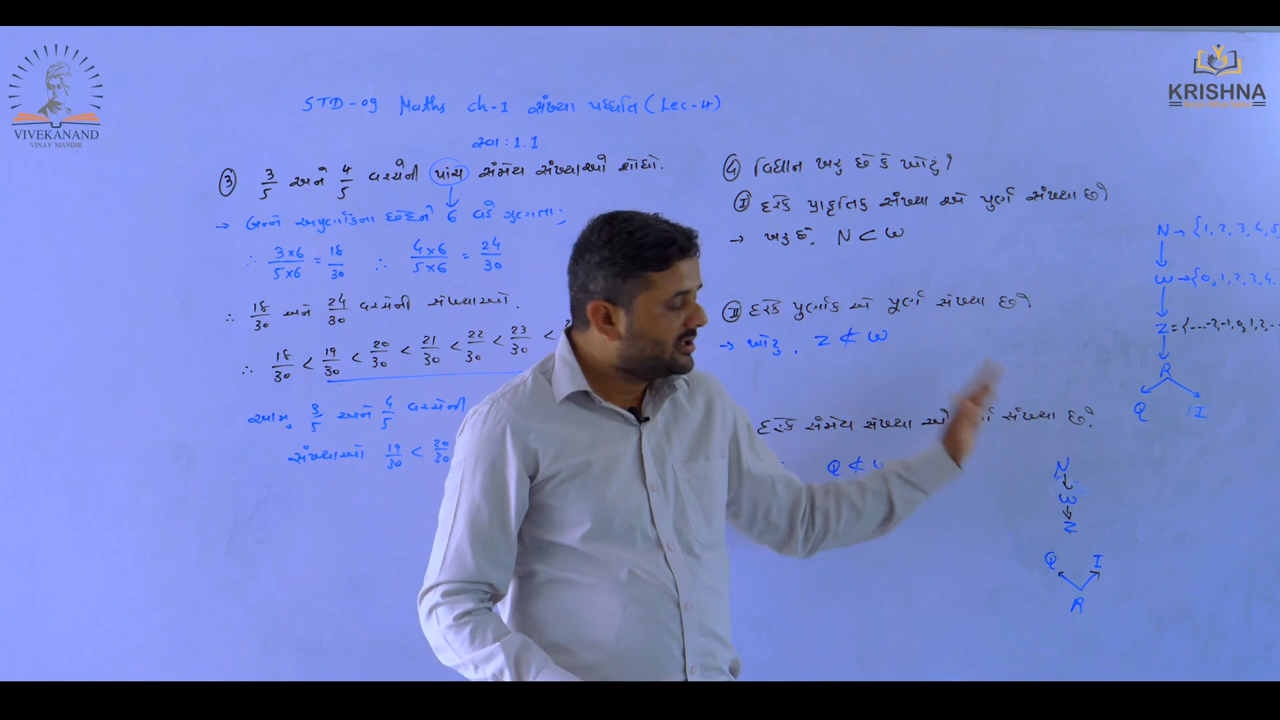 VIVEKANAND
VINAY MANDIR
KRISHNA
STD-09 Maths ch-1 સંખ્યા પધ્ધતિ (Lec-4)
સ્વા: 1.1
③ 3/5 અને 4/5 વચ્ચેની પાંચ સંમેય સંખ્યાઓ શોધો.
→ બન્ને અપુર્ણાંકના છેદને 6 વડે ગુણતા;
∴ 3×6/5×6 = 18/30 ∴ 4×6/5×6 = 24/30
∴ 18/30 અને 24/30 વચ્ચેની સંખ્યાઓ.
∴ 18/30 < 19/30 < 20/30 < 21/30 < 22/30 < 23/30 <
આમ, 3/5 અને 4/5 વચ્ચેની
સંખ્યાઓ 19/30 < 20/30
④ વિધાન ખરુ છે કે ખોટું?
Ⅰ દરેક પ્રાકૃતિક સંખ્યા એ પુર્ણ સંખ્યા છે?
→ ખરુ છે. N ⊂ W
Ⅱ દરેક પુર્ણાંક એ પૂર્ણ સંખ્યા છે?
→ ખોટુ. Z ⊄ W
દરેક સંમેય સંખ્યા એ સંખ્યા છે.
Q ⊄
N → {1, 2, 3, 4, 5
W → {0, 1, 2, 3, 4.
Z = {....-2, -1, 0, 1, 2, --
R
Q I
N
W
Z
Q I
R